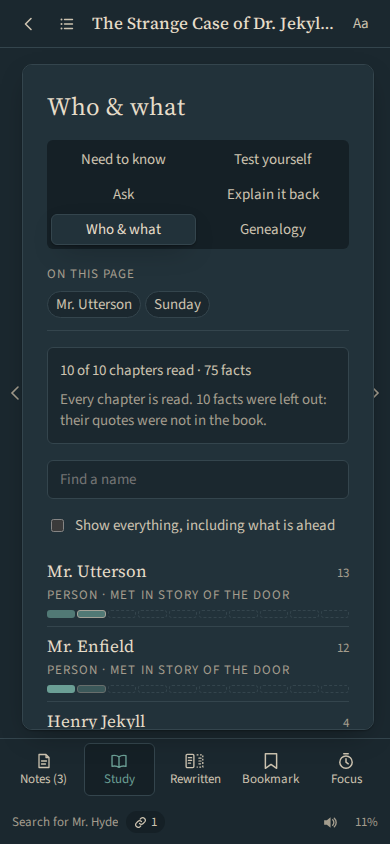 The Strange Case of Dr. Jekyl...
Aa
Who & what
Need to know
Test yourself
Ask
Explain it back
Who & what
Genealogy
ON THIS PAGE
Mr. Utterson
Sunday
10 of 10 chapters read · 75 facts
Every chapter is read. 10 facts were left out:
their quotes were not in the book.
Find a name
Show everything, including what is ahead
Mr. Utterson
13
PERSON · MET IN STORY OF THE DOOR
Mr. Enfield
12
PERSON · MET IN STORY OF THE DOOR
Henry Jekyll
4
Notes (3)
Study
Rewritten
Bookmark
Focus
Search for Mr. Hyde
1
11%